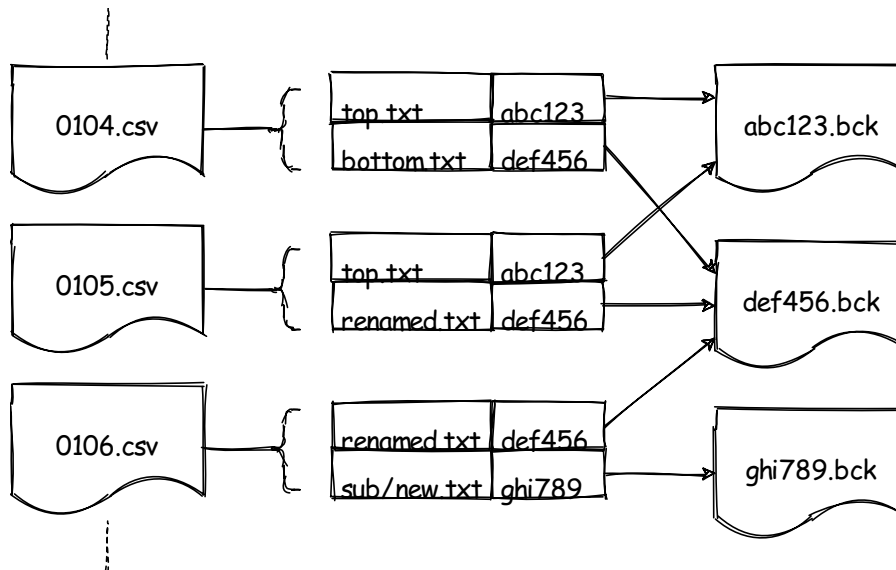 0104.csv
top.txt abc123
bottom.txt def456
abc123.bck
0105.csv
top.txt abc123
renamed.txt def456
def456.bck
0106.csv
renamed.txt def456
sub/new.txt ghi789
ghi789.bck